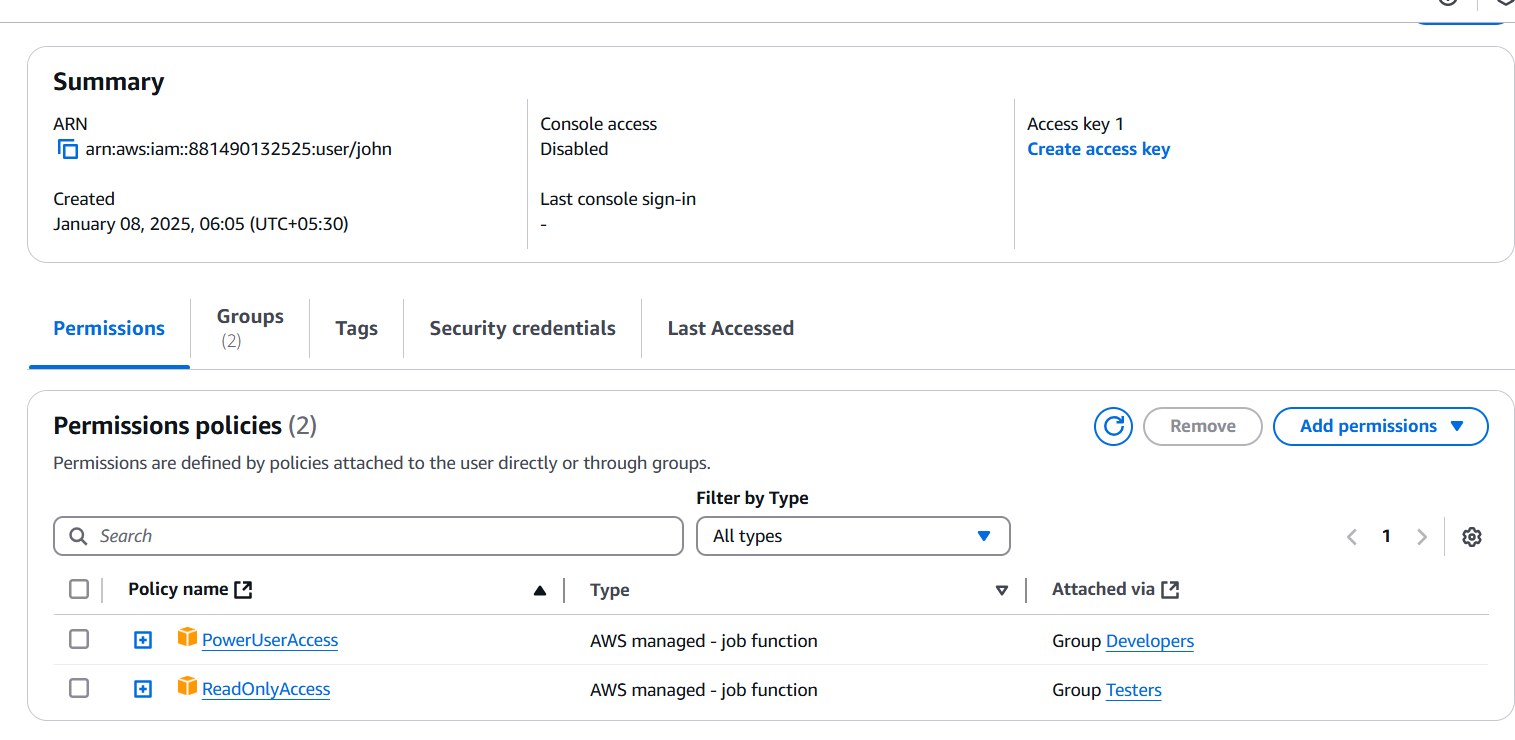 Summary
ARN
arn:aws:iam::881490132525:user/john
Created
January 08, 2025, 06:05 (UTC+05:30)
Console access
Disabled
Last console sign-in
-
Access key 1
Create access key
Permissions
Groups
(2)
Tags
Security credentials
Last Accessed
Permissions policies (2)
Remove
Add permissions
Permissions are defined by policies attached to the user directly or through groups.
Filter by Type
Search
All types
1
Policy name
Type
Attached via
PowerUserAccess
AWS managed - job function
Group Developers
ReadOnlyAccess
AWS managed - job function
Group Testers